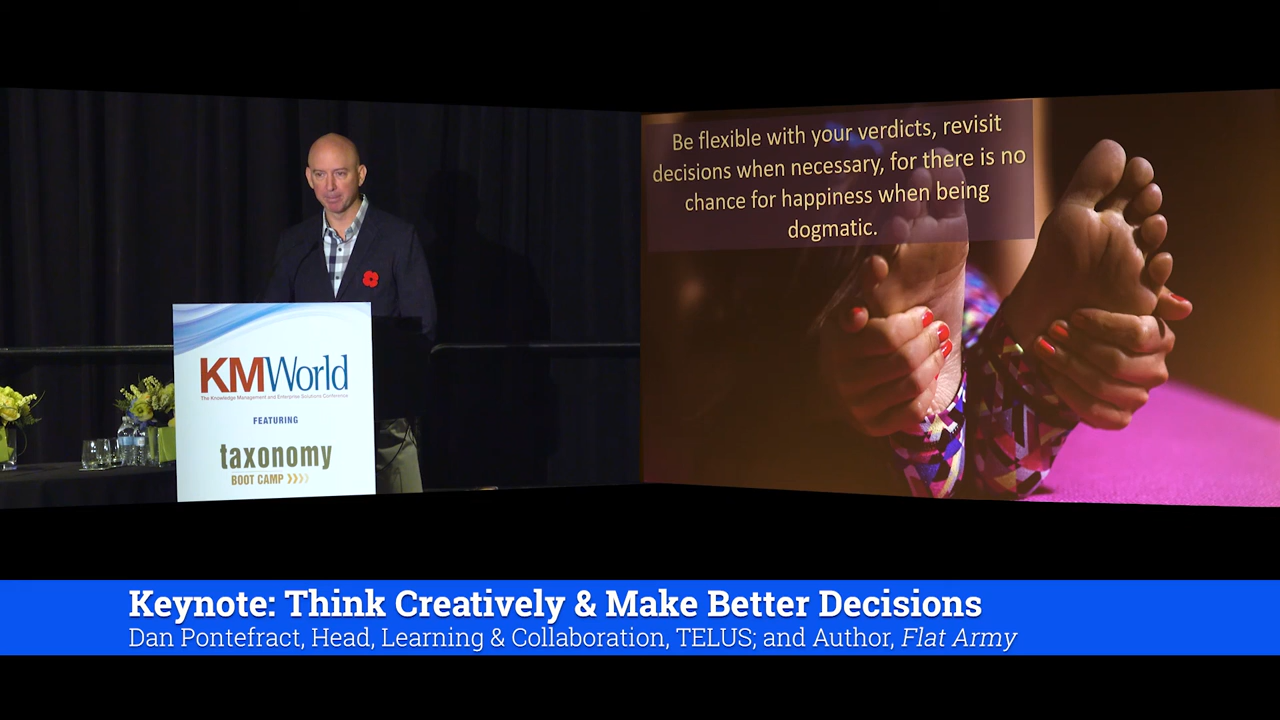 Be flexible with your verdicts, revisit
decisions when necessary, for there is no
chance for happiness when being
dogmatic.
KMWorld
The Knowledge Management and Enterprise Solutions Conference
FEATURING
taxonomy
BOOT CAMP
Keynote: Think Creatively & Make Better Decisions
Dan Pontefract, Head, Learning & Collaboration, TELUS; and Author, Flat Army